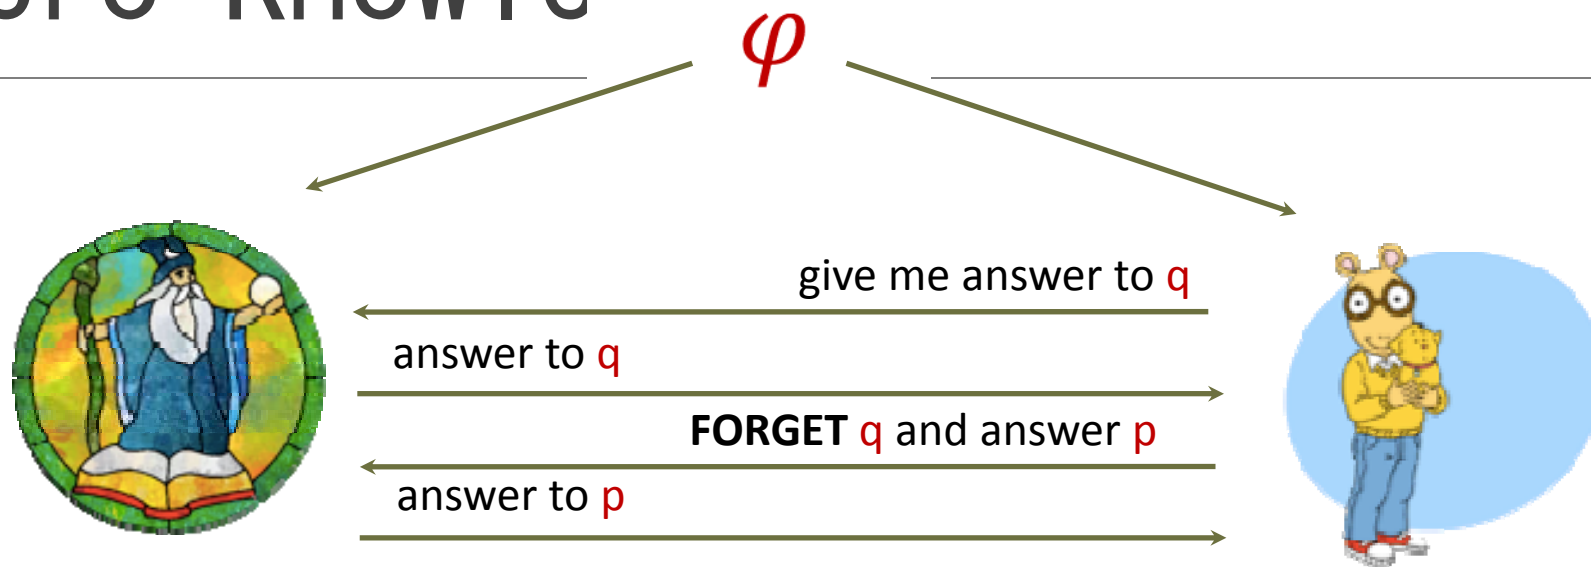 φ
give me answer to q
answer to q
FORGET q and answer p
answer to p